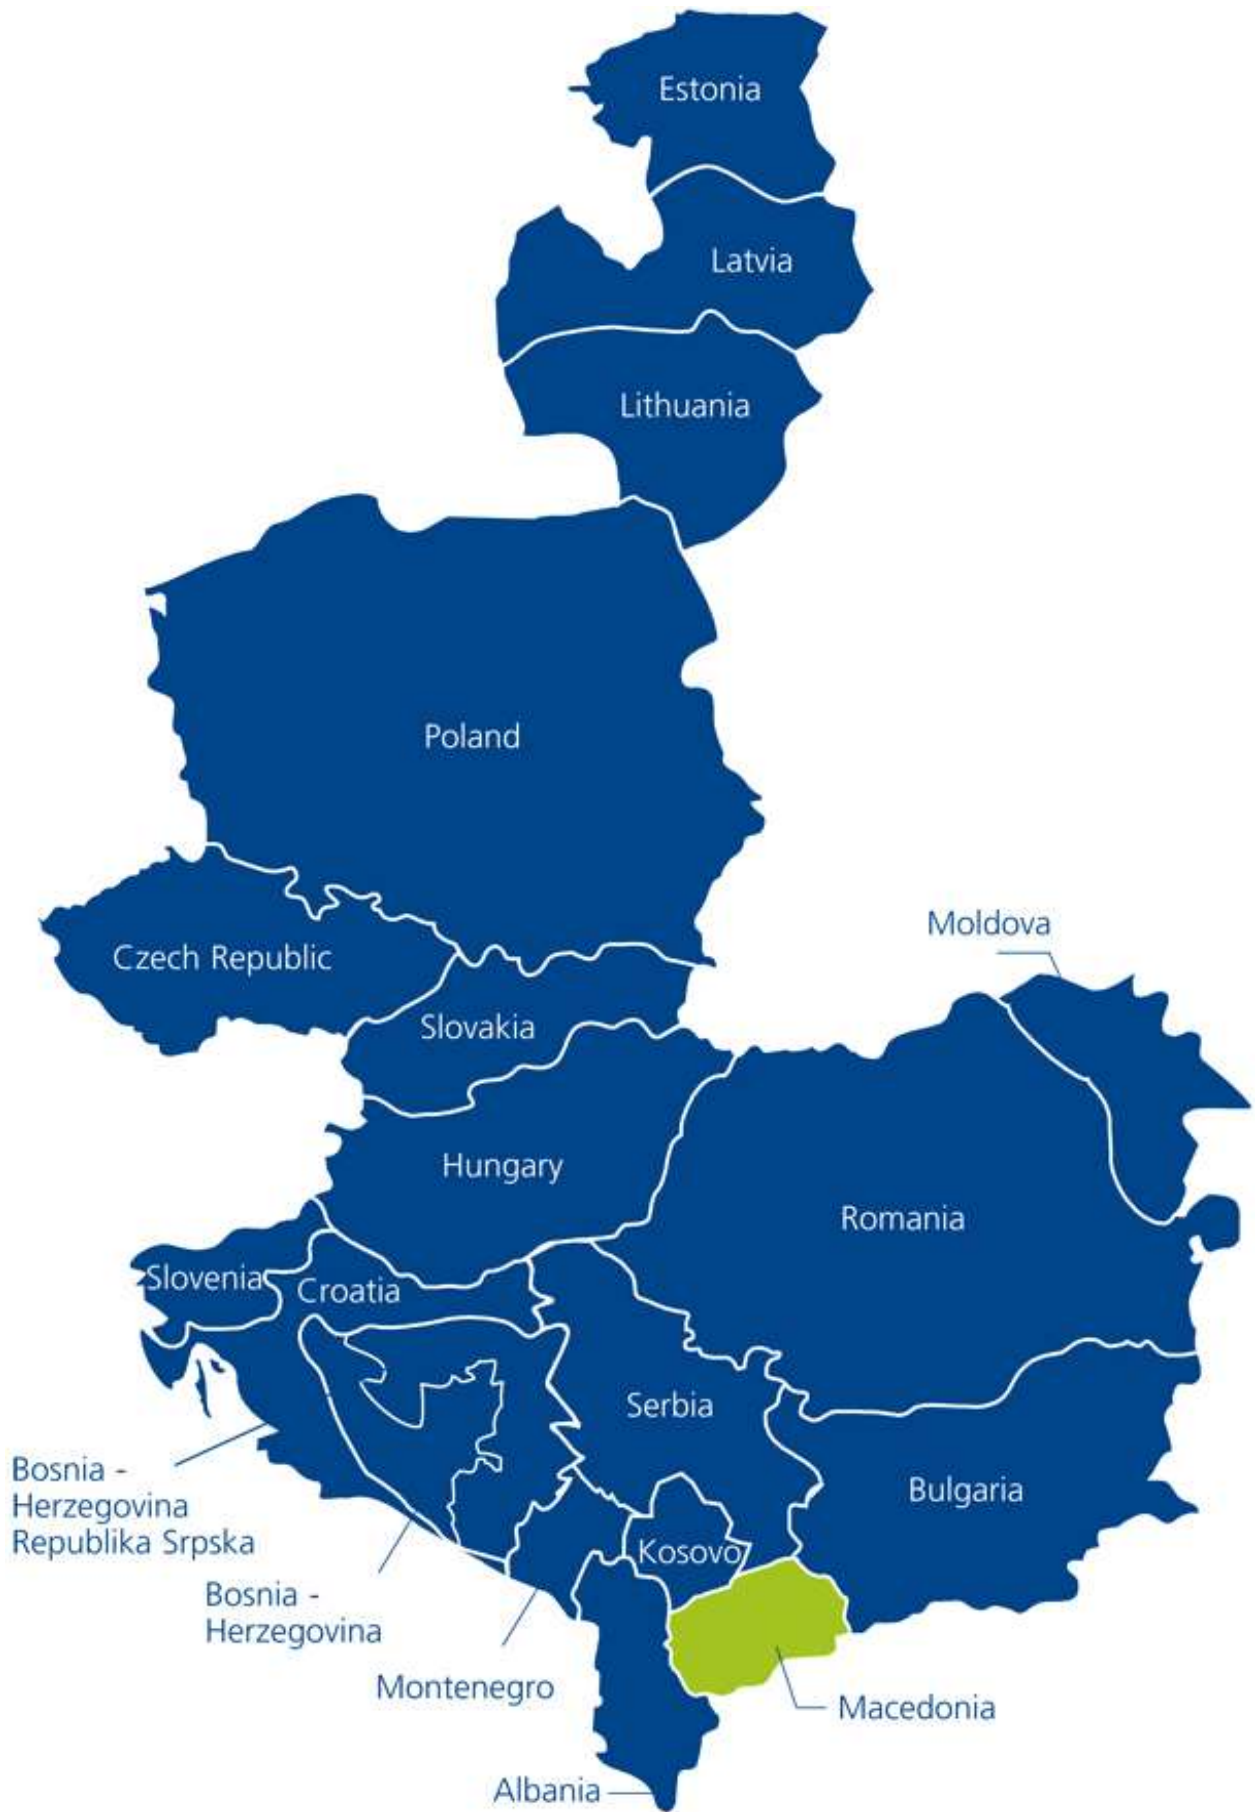 Estonia
Latvia
Lithuania
Poland
Moldova
Czech Republic
Slovakia
Hungary
Romania
Slovenia
Croatia
Serbia
Bosnia -
Herzegovina
Republika Srpska
Bulgaria
Kosovo
Bosnia -
Herzegovina
Montenegro
Macedonia
Albania